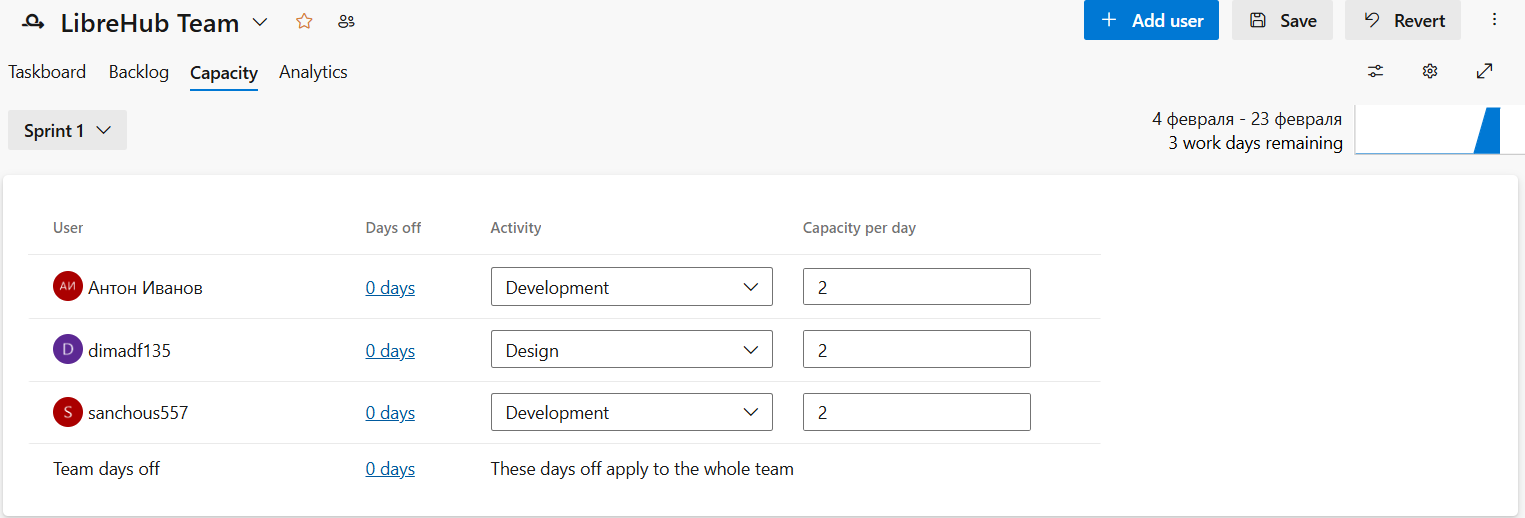 LibreHub Team
Add user
Save
Revert
Taskboard Backlog Capacity Analytics
Sprint 1
4 февраля - 23 февраля
3 work days remaining
User Days off Activity Capacity per day
АИ Антон Иванов 0 days Development 2
D dimadf135 0 days Design 2
S sanchous557 0 days Development 2
Team days off 0 days These days off apply to the whole team